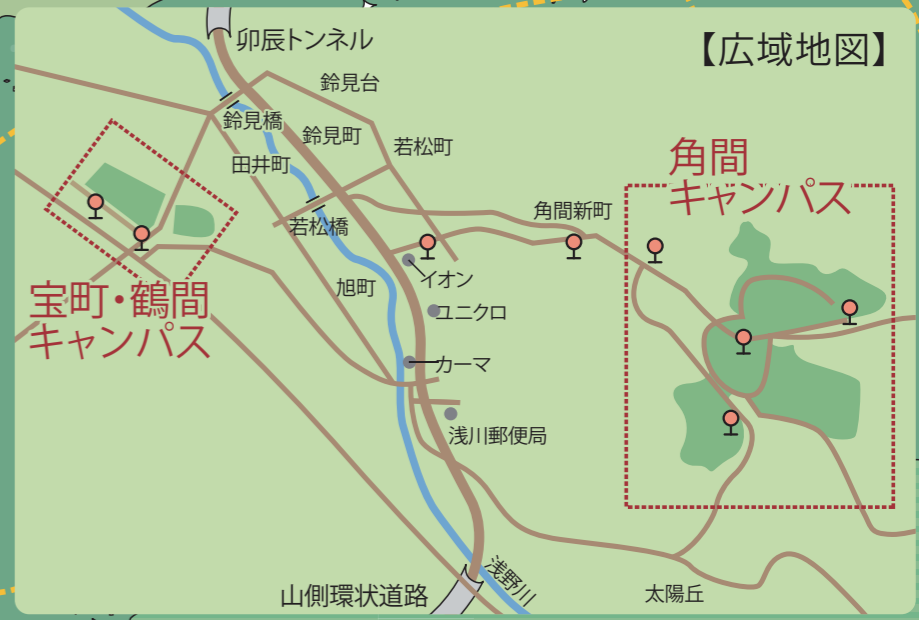 【広域地図】
卯辰トンネル
鈴見台
鈴見橋
鈴見町
若松町
田井町
角間
キャンパス
角間新町
若松橋
イオン
旭町
宝町・鶴間
キャンパス
ユニクロ
カーマ
浅川郵便局
浅野川
山側環状道路
太陽丘